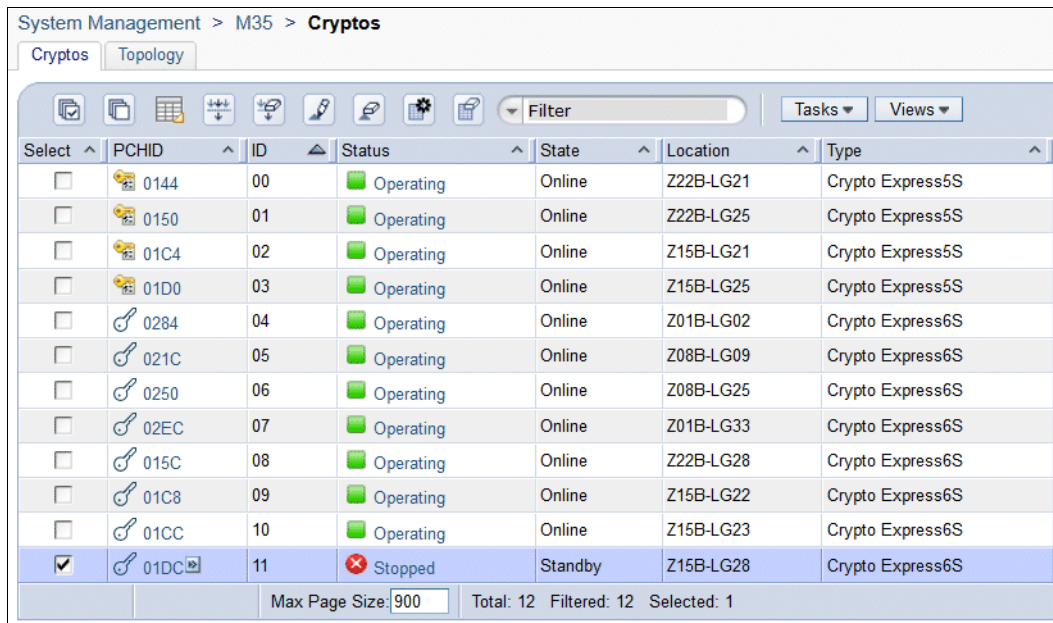 System Management > M35 > Cryptos
Cryptos Topology
Filter Tasks Views
Select PCHID ID Status State Location Type
0144 00 Operating Online Z22B-LG21 Crypto Express5S
0150 01 Operating Online Z22B-LG25 Crypto Express5S
01C4 02 Operating Online Z15B-LG21 Crypto Express5S
01D0 03 Operating Online Z15B-LG25 Crypto Express5S
0284 04 Operating Online Z01B-LG02 Crypto Express6S
021C 05 Operating Online Z08B-LG09 Crypto Express6S
0250 06 Operating Online Z08B-LG25 Crypto Express6S
02EC 07 Operating Online Z01B-LG33 Crypto Express6S
015C 08 Operating Online Z22B-LG28 Crypto Express6S
01C8 09 Operating Online Z15B-LG22 Crypto Express6S
01CC 10 Operating Online Z15B-LG23 Crypto Express6S
01DC 11 Stopped Standby Z15B-LG28 Crypto Express6S
Max Page Size: 900 Total: 12 Filtered: 12 Selected: 1